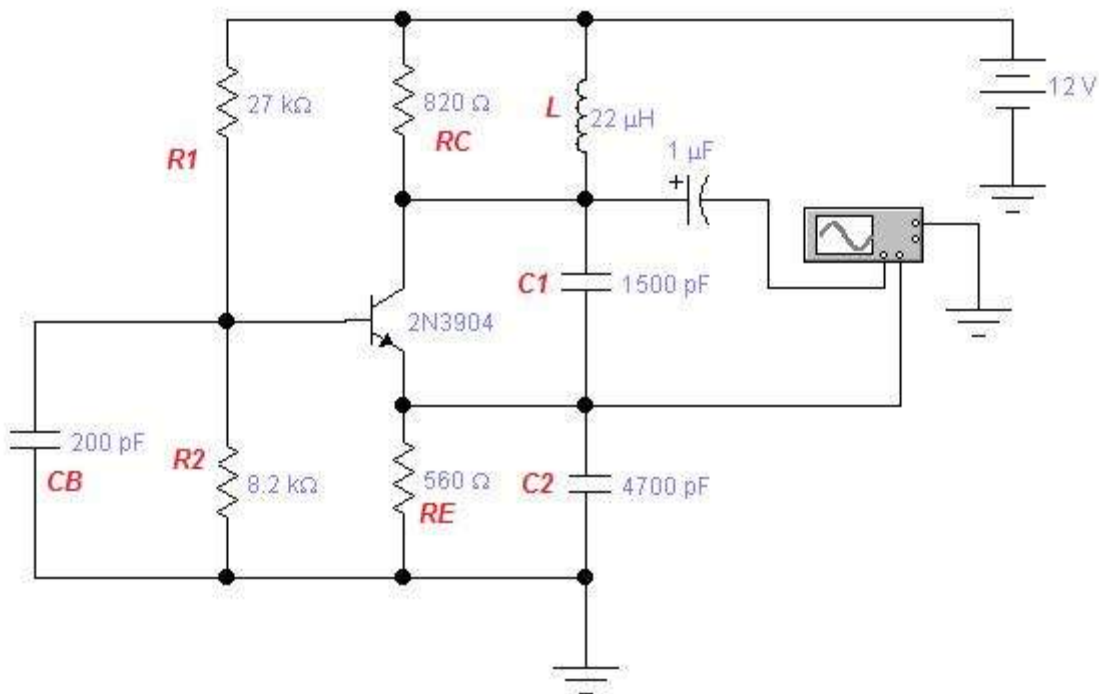 27 kΩ
R1
820 Ω
RC
L
22 µH
1 µF
+
12 V
C1
1500 pF
2N3904
200 pF
CB
R2
8.2 kΩ
560 Ω
RE
C2
4700 pF